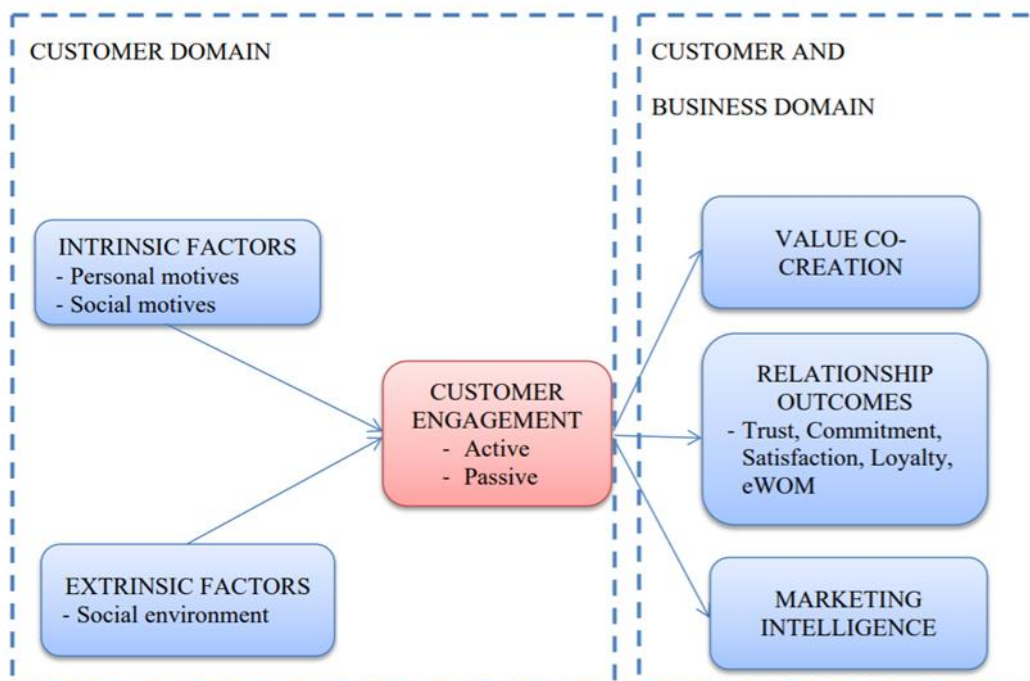 CUSTOMER DOMAIN
INTRINSIC FACTORS
- Personal motives
- Social motives
EXTRINSIC FACTORS
- Social environment
CUSTOMER
ENGAGEMENT
- Active
- Passive
CUSTOMER AND
BUSINESS DOMAIN
VALUE CO-
CREATION
RELATIONSHIP
OUTCOMES
- Trust, Commitment,
Satisfaction, Loyalty,
eWOM
MARKETING
INTELLIGENCE